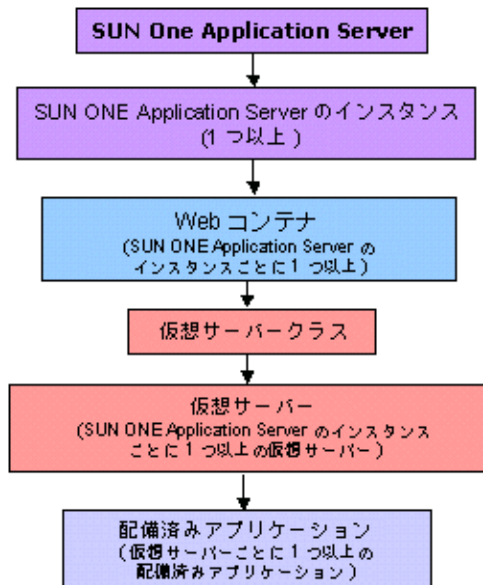 SUN One Application Server
SUN ONE Application Server のインスタンス
(1 つ以上)
Web コンテナ
(SUN ONE Application Server の
インスタンスごとに 1 つ以上)
仮想サーバークラス
仮想サーバー
(SUN ONE Application Server のインスタンス
ごとに 1 つ以上の仮想サーバー)
配備済みアプリケーション
(仮想サーバーごとに 1 つ以上の
配備済みアプリケーション)